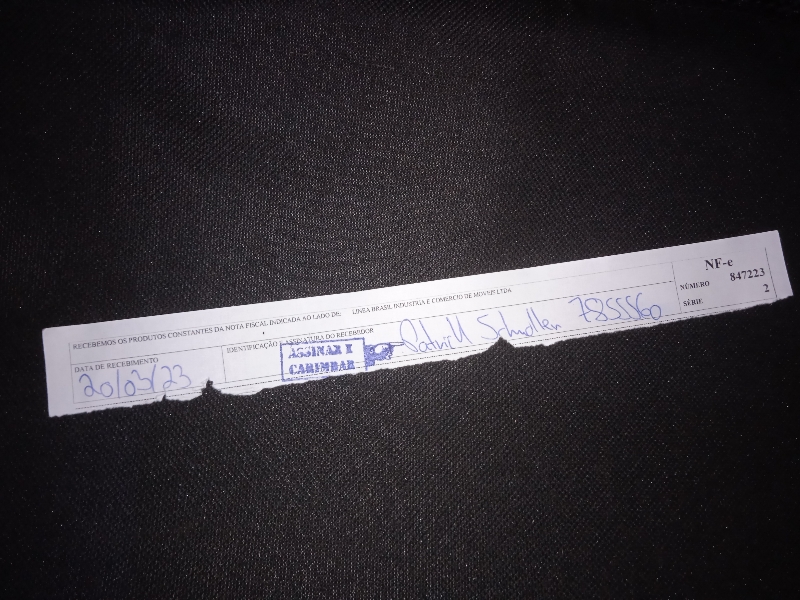 RECEBEMOS OS PRODUTOS CONSTANTES DA NOTA FISCAL INDICADA AO LADO DE: LINEA BRASIL INDUSTRIA E COMERCIO DE MOVEIS LTDA
NF-e
NÚMERO 847223
SÉRIE 2
DATA DE RECEBIMENTO
20/03/23
IDENTIFICAÇÃO E ASSINATURA DO RECEBEDOR
ASSINAR E
CARIMBAR
7855560